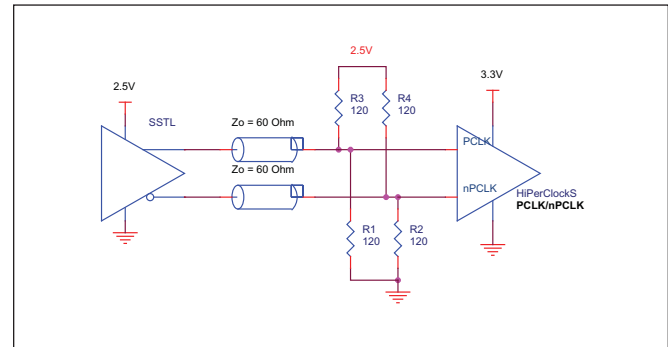 2.5V
2.5V
3.3V
SSTL
R3
120
R4
120
Zo = 60 Ohm
PCLK
Zo = 60 Ohm
nPCLK
HiPerClockS
PCLK/nPCLK
R1
120
R2
120